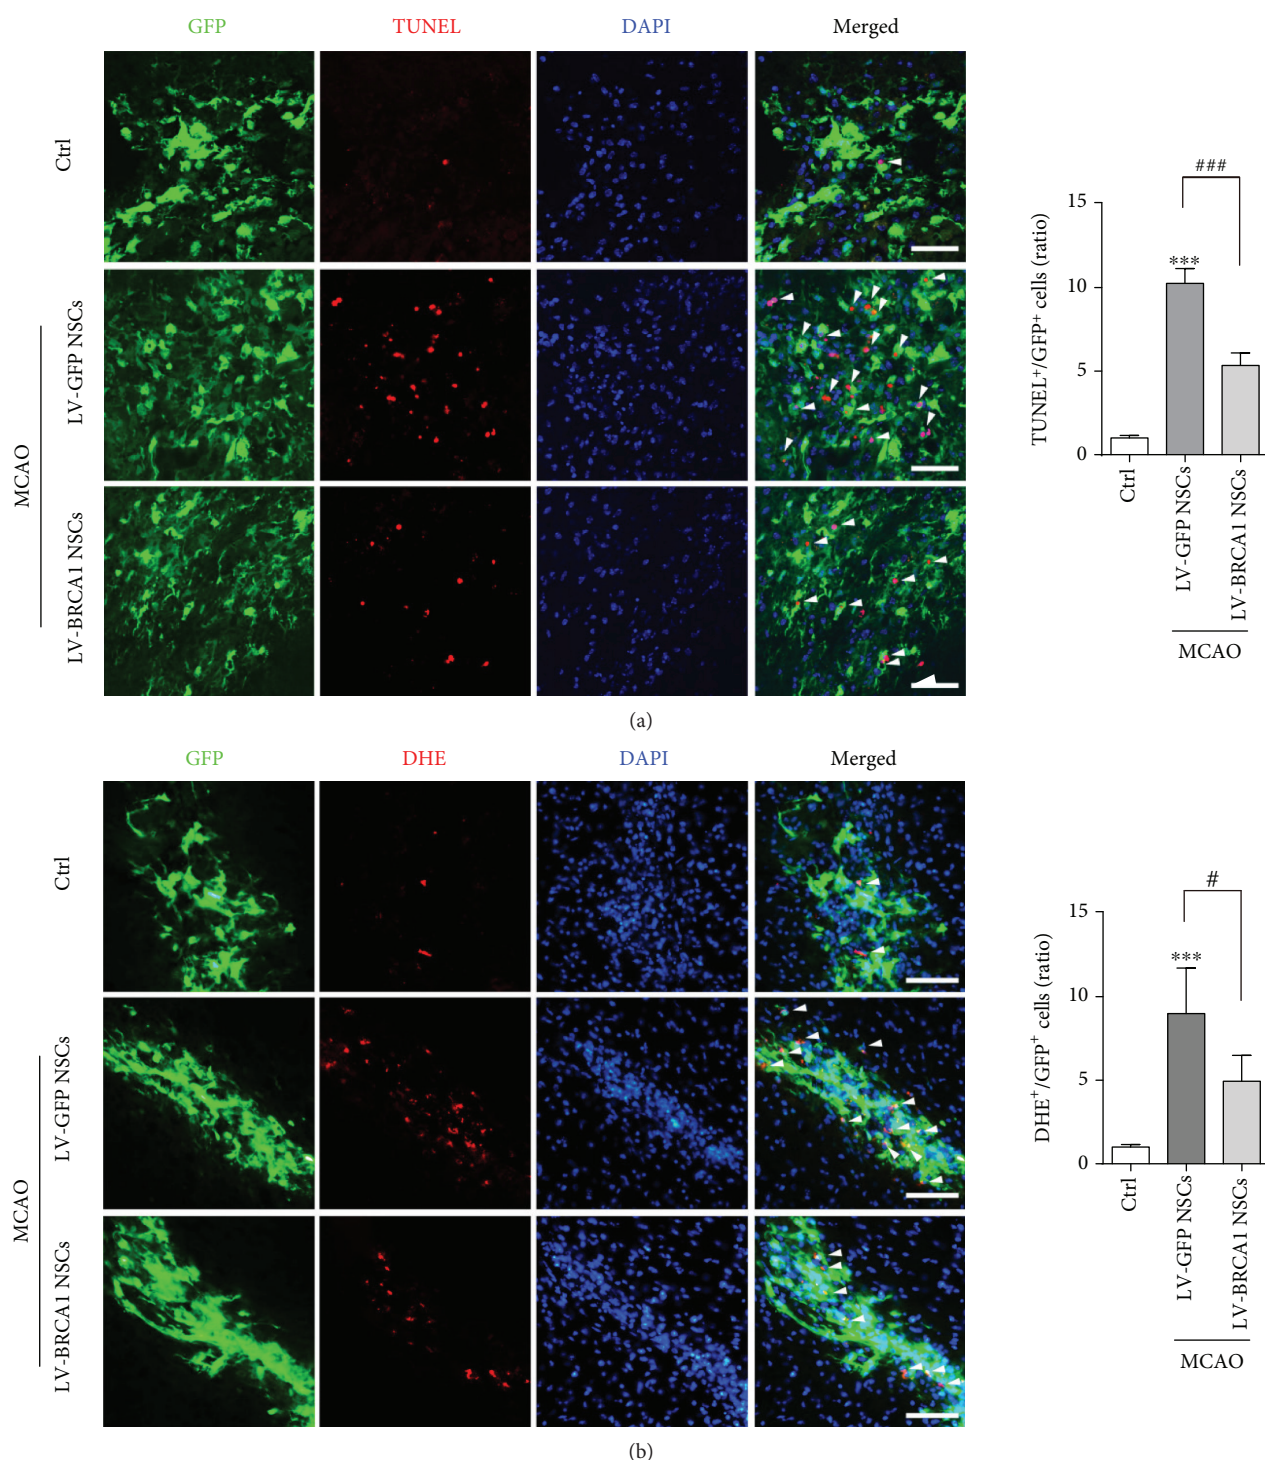 GFP TUNEL DAPI Merged
Ctrl
LV-GFP NSCs
LV-BRCA1 NSCs
MCAO
###
TUNEL⁺/GFP⁺ cells (ratio)
15
10
5
0
***
Ctrl
LV-GFP NSCs
LV-BRCA1 NSCs
MCAO
(a)
GFP DHE DAPI Merged
Ctrl
LV-GFP NSCs
LV-BRCA1 NSCs
MCAO
#
DHE⁺/GFP⁺ cells (ratio)
15
10
5
0
***
Ctrl
LV-GFP NSCs
LV-BRCA1 NSCs
MCAO
(b)